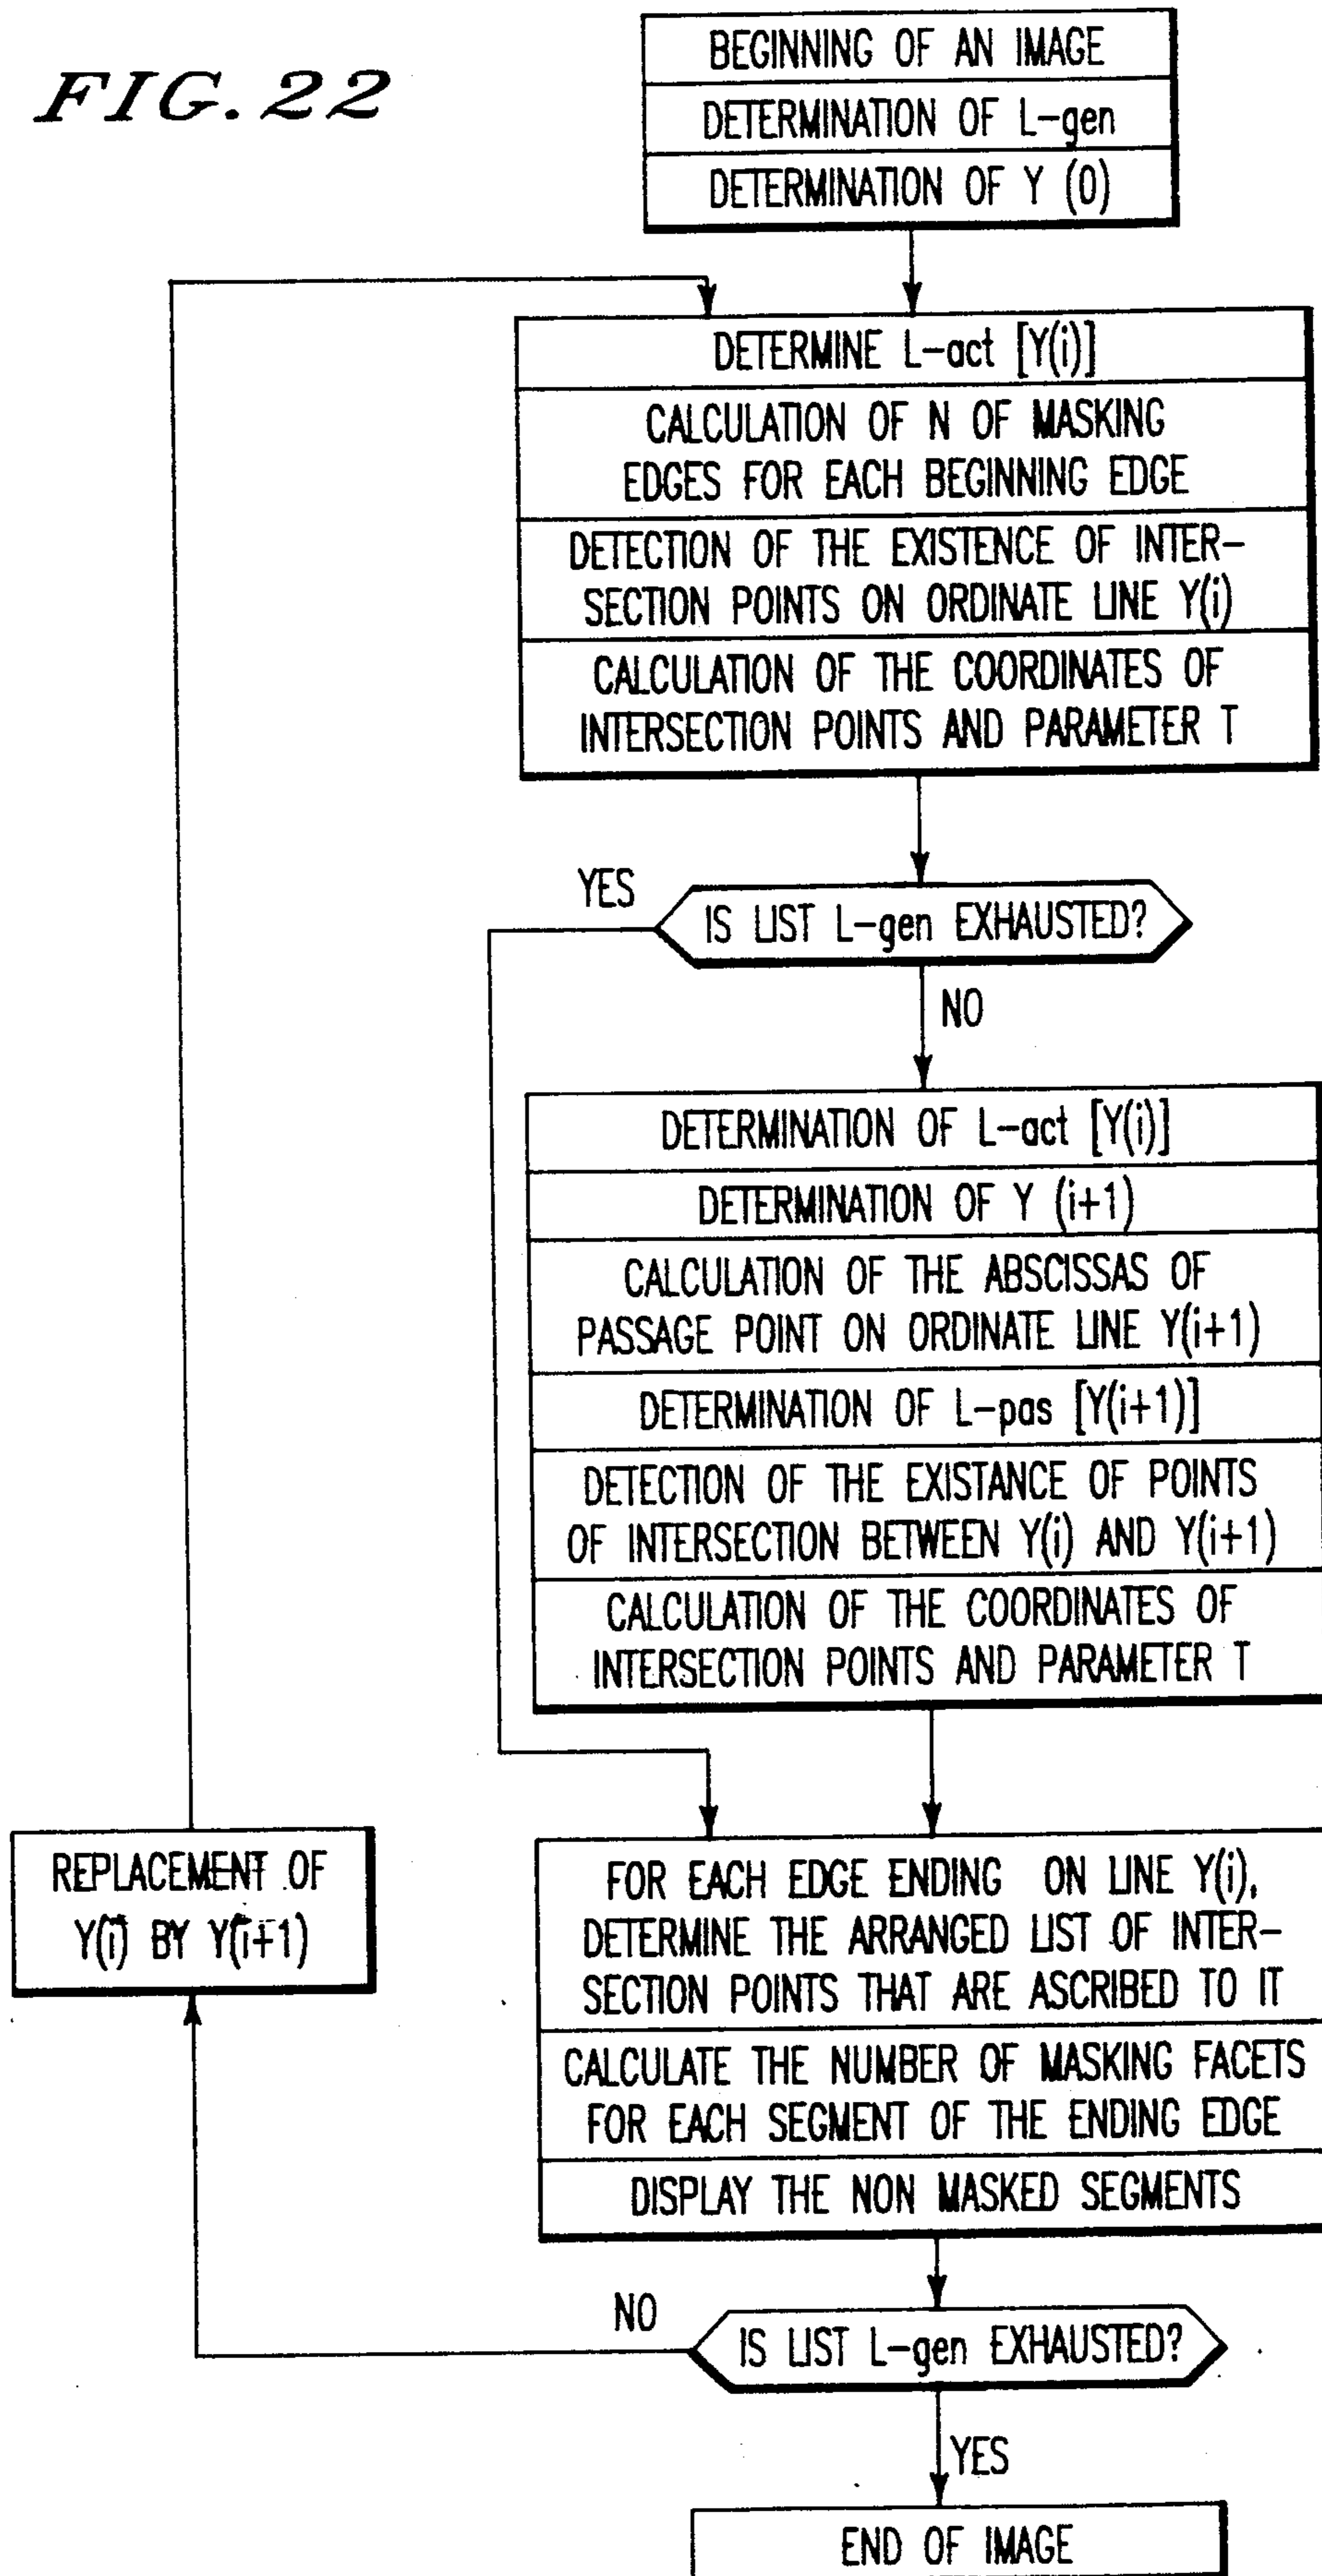 FIG. 22
BEGINNING OF AN IMAGE
DETERMINATION OF L-gen
DETERMINATION OF Y (0)
DETERMINE L-act [Y(i)]
CALCULATION OF N OF MASKING
EDGES FOR EACH BEGINNING EDGE
DETECTION OF THE EXISTENCE OF INTER-
SECTION POINTS ON ORDINATE LINE Y(i)
CALCULATION OF THE COORDINATES OF
INTERSECTION POINTS AND PARAMETER T
YES
IS LIST L-gen EXHAUSTED?
NO
DETERMINATION OF L-act [Y(i)]
DETERMINATION OF Y (i+1)
CALCULATION OF THE ABSCISSAS OF
PASSAGE POINT ON ORDINATE LINE Y(i+1)
DETERMINATION OF L-pas [Y(i+1)]
DETECTION OF THE EXISTANCE OF POINTS
OF INTERSECTION BETWEEN Y(i) AND Y(i+1)
CALCULATION OF THE COORDINATES OF
INTERSECTION POINTS AND PARAMETER T
REPLACEMENT OF
Y(i) BY Y(i+1)
FOR EACH EDGE ENDING ON LINE Y(i),
DETERMINE THE ARRANGED LIST OF INTER-
SECTION POINTS THAT ARE ASCRIBED TO IT
CALCULATE THE NUMBER OF MASKING FACETS
FOR EACH SEGMENT OF THE ENDING EDGE
DISPLAY THE NON MASKED SEGMENTS
NO
IS LIST L-gen EXHAUSTED?
YES
END OF IMAGE